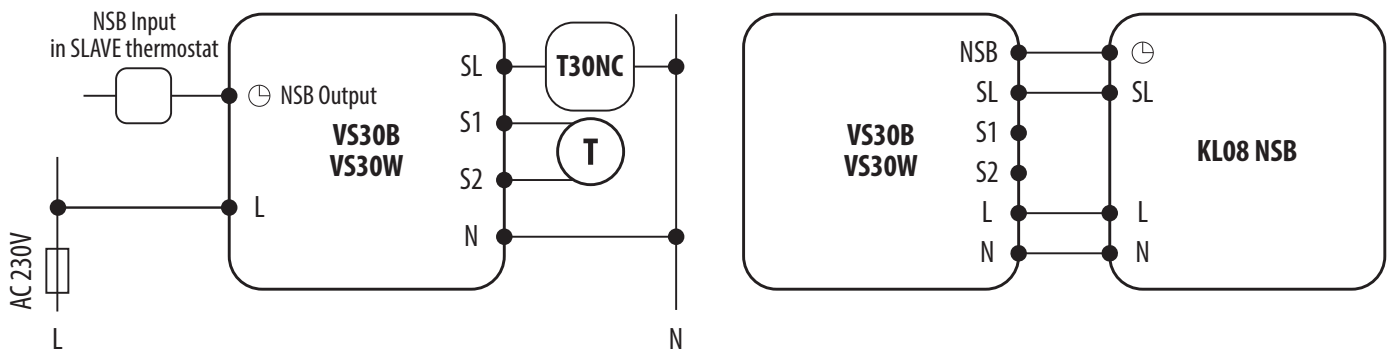 NSB Input
in SLAVE thermostat
NSB Output
VS30B
VS30W
SL
S1
S2
N
L
T30NC
T
AC 230V
L
N
VS30B
VS30W
NSB
SL
S1
S2
L
N
SL
L
N
KL08 NSB